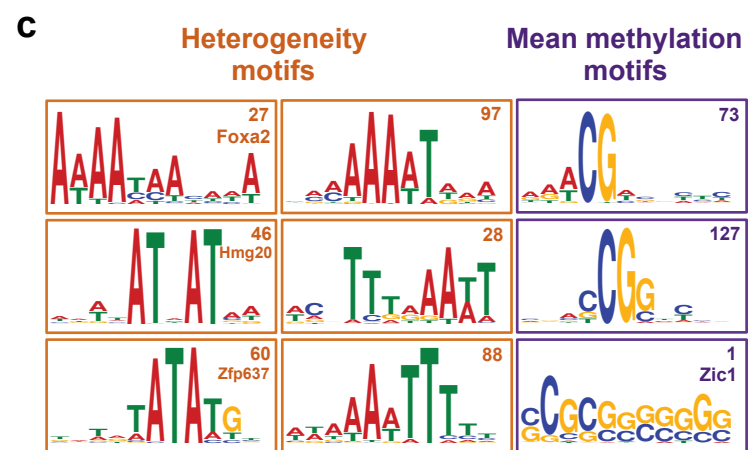 c
Heterogeneity
motifs
Mean methylation
motifs
27
Foxa2
97
73
46
Hmg20
28
127
60
Zfp637
88
1
Zic1